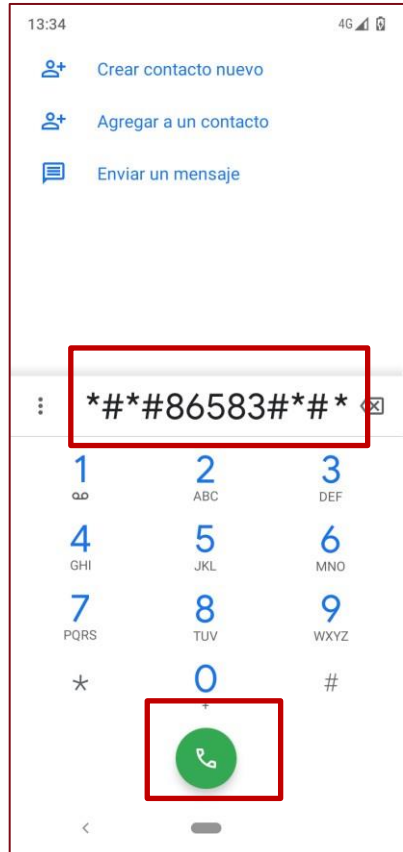 13:34 4G
Crear contacto nuevo
Agregar a un contacto
Enviar un mensaje
*#*#86583#*#*
1 2 3
ABC DEF
4 5 6
GHI JKL MNO
7 8 9
PQRS TUV WXYZ
* 0 #
+